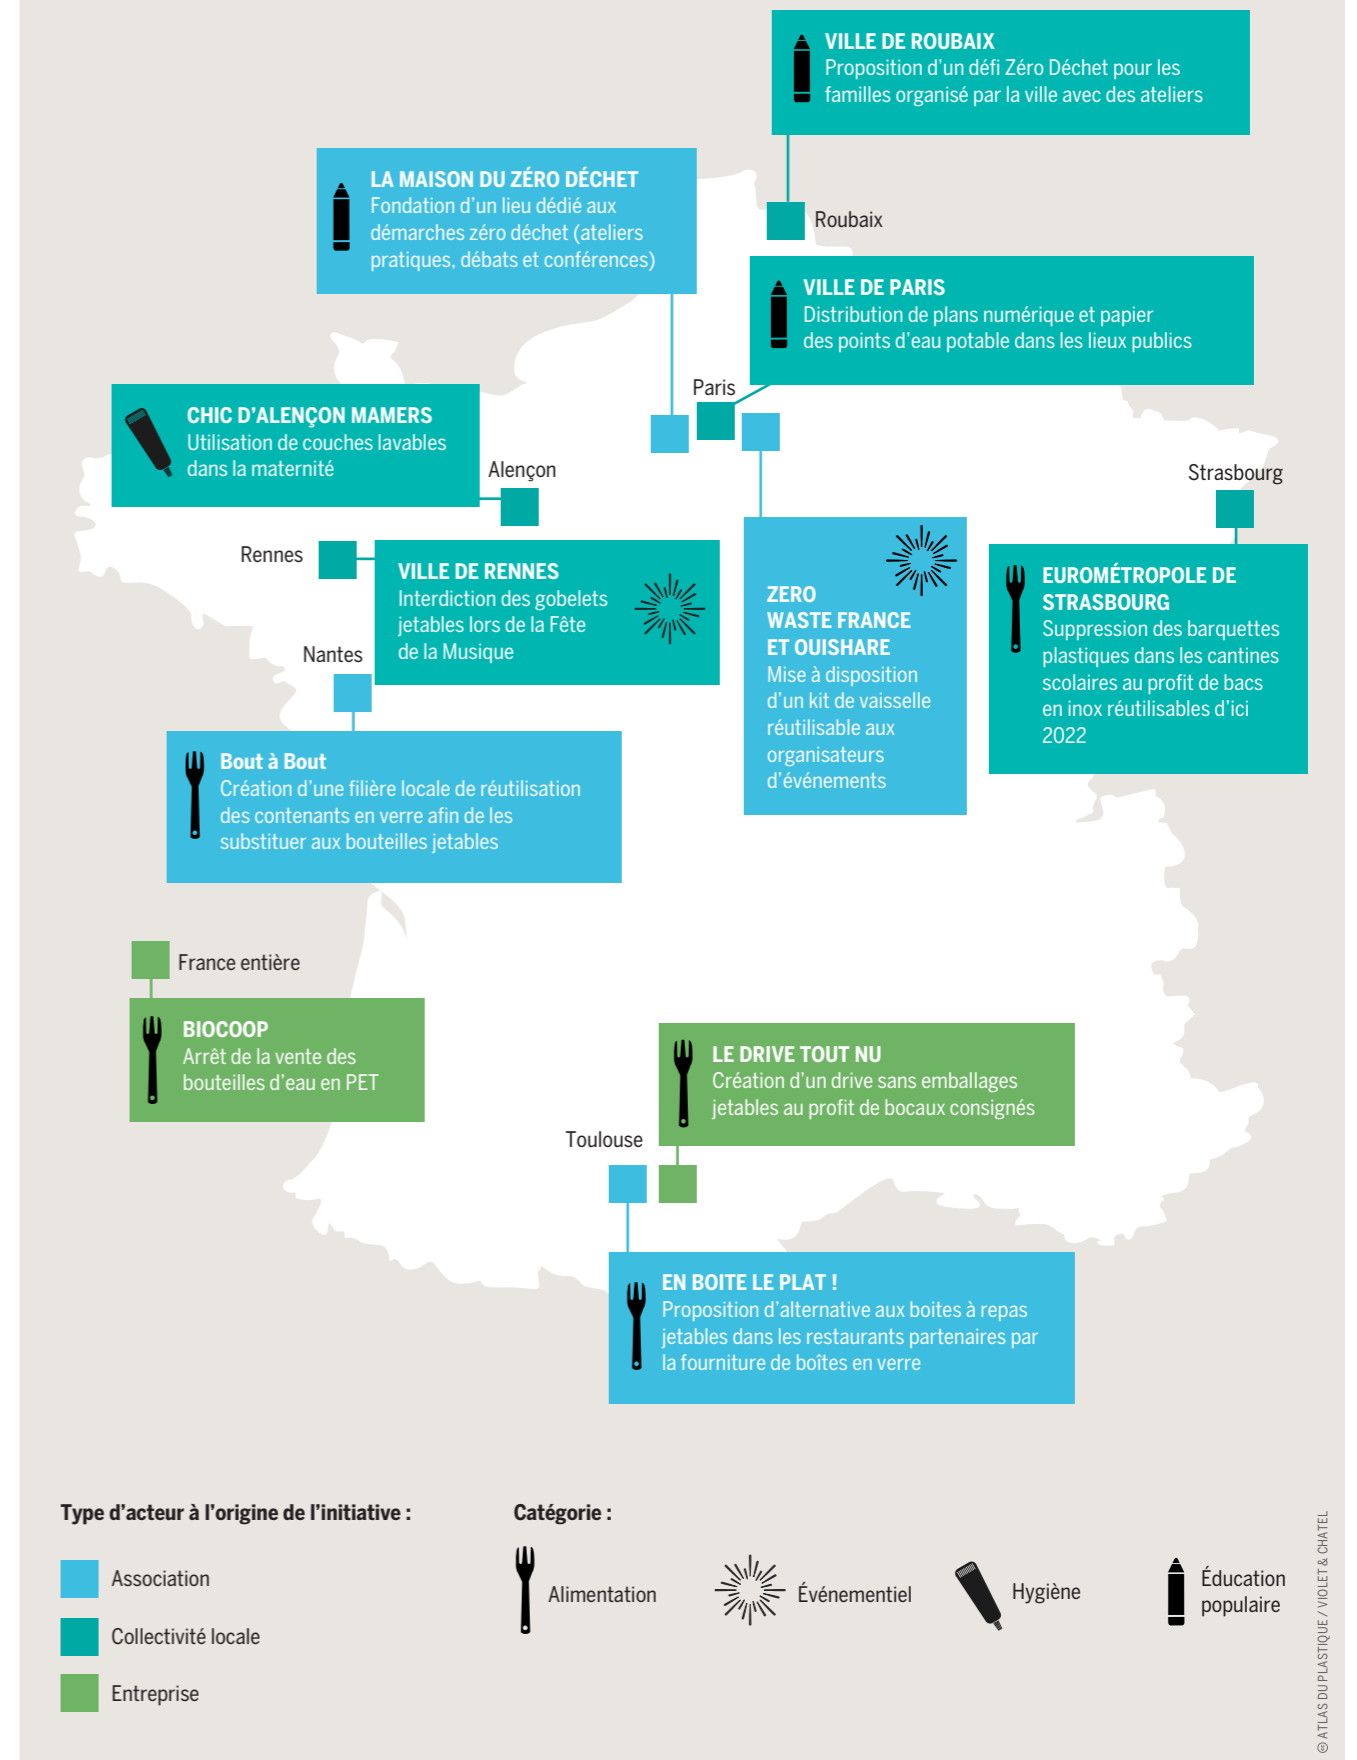 VILLE DE ROUBAIX
Proposition d'un défi Zéro Déchet pour les
familles organisé par la ville avec des ateliers
Roubaix
LA MAISON DU ZÉRO DÉCHET
Fondation d'un lieu dédié aux
démarches zéro déchet (ateliers
pratiques, débats et conférences)
VILLE DE PARIS
Distribution de plans numérique et papier
des points d'eau potable dans les lieux publics
Paris
CHIC D'ALENÇON MAMERS
Utilisation de couches lavables
dans la maternité
Alençon
Strasbourg
Rennes
VILLE DE RENNES
Interdiction des gobelets
jetables lors de la Fête
de la Musique
ZERO
WASTE FRANCE
ET OUISHARE
Mise à disposition
d'un kit de vaisselle
réutilisable aux
organisateurs
d'événements
EUROMÉTROPOLE DE
STRASBOURG
Suppression des barquettes
plastiques dans les cantines
scolaires au profit de bacs
en inox réutilisables d'ici
2022
Nantes
Bout à Bout
Création d'une filière locale de réutilisation
des contenants en verre afin de les
substituer aux bouteilles jetables
France entière
BIOCOOP
Arrêt de la vente des
bouteilles d'eau en PET
LE DRIVE TOUT NU
Création d'un drive sans emballages
jetables au profit de bocaux consignés
Toulouse
EN BOITE LE PLAT !
Proposition d'alternative aux boites à repas
jetables dans les restaurants partenaires par
la fourniture de boîtes en verre
Type d'acteur à l'origine de l'initiative :
Association
Collectivité locale
Entreprise
Catégorie :
Alimentation
Événementiel
Hygiène
Éducation
populaire
© ATLAS DU PLASTIQUE / VIOLET & CHATEL